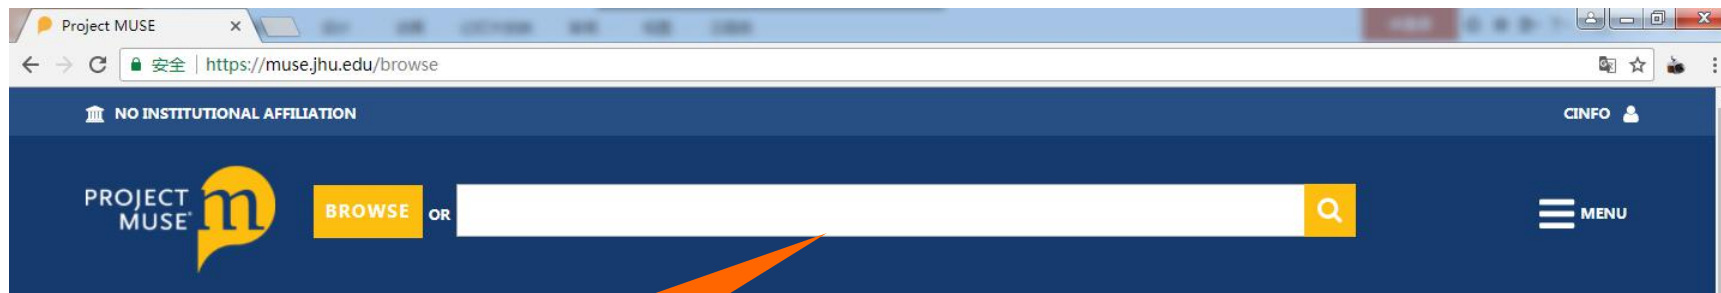 Project MUSE
安全 | https://muse.jhu.edu/browse
NO INSTITUTIONAL AFFILIATION
CINFO
PROJECT
MUSE
BROWSE OR
MENU